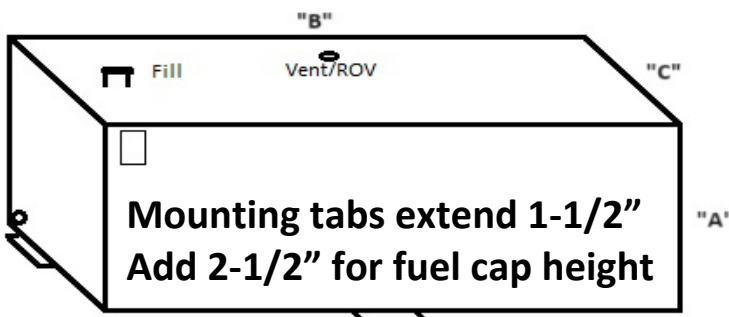 "B"
Fill
Vent/ROV
"C"
Mounting tabs extend 1-1/2”
"A'
Add 2-1/2” for fuel cap height